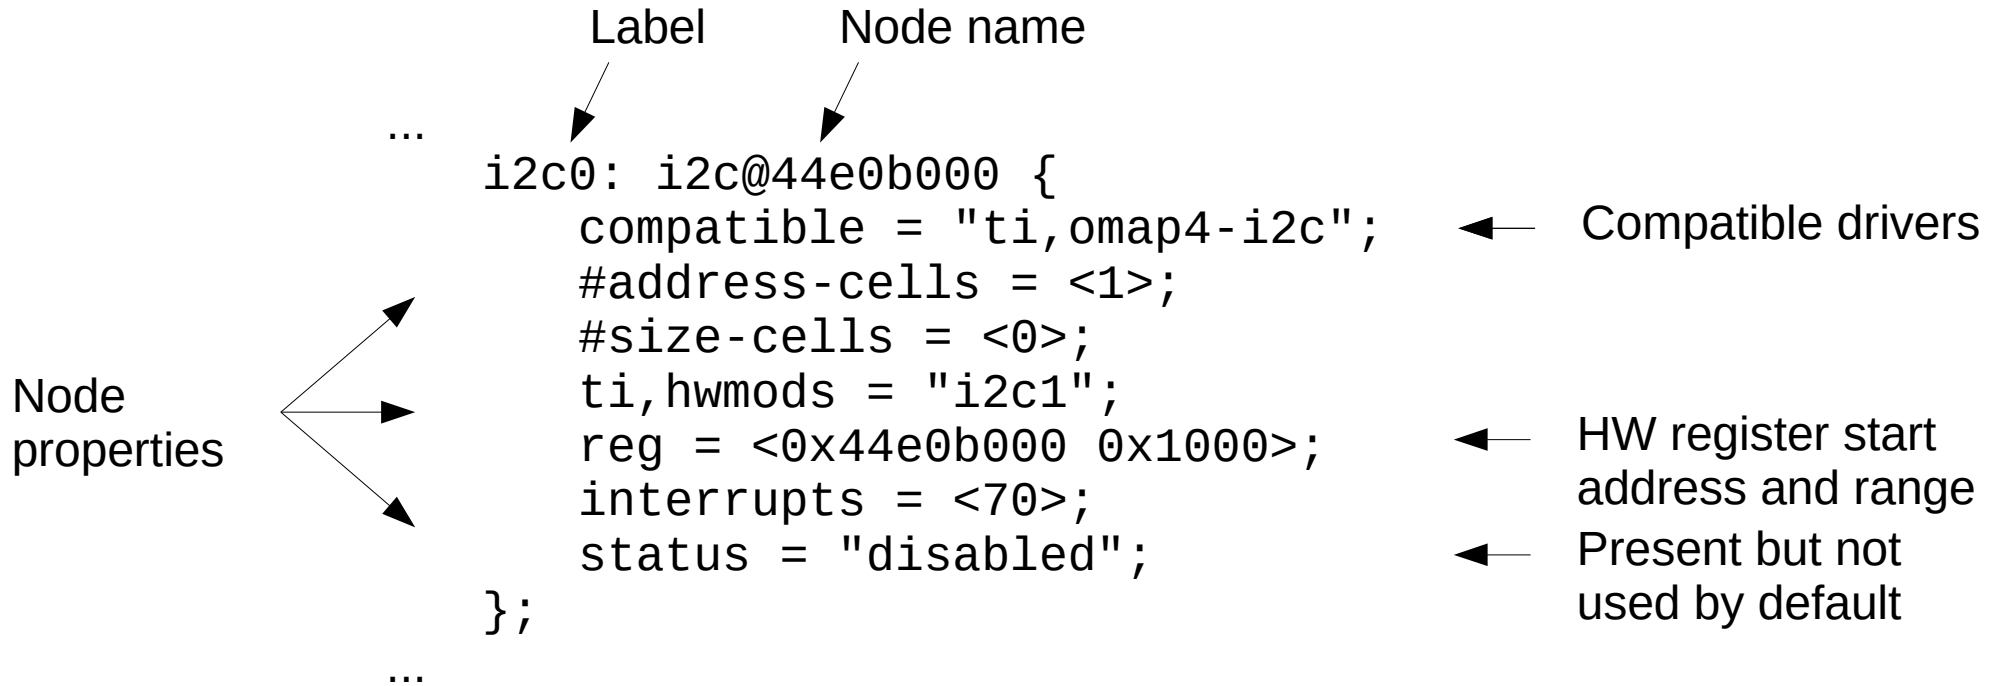 Label Node name
...
i2c0: i2c@44e0b000 {
compatible = "ti,omap4-i2c"; Compatible drivers
#address-cells = <1>;
#size-cells = <0>;
Node
properties
ti,hwmods = "i2c1";
reg = <0x44e0b000 0x1000>;
HW register start
address and range
interrupts = <70>;
status = "disabled";
Present but not
used by default
};
...